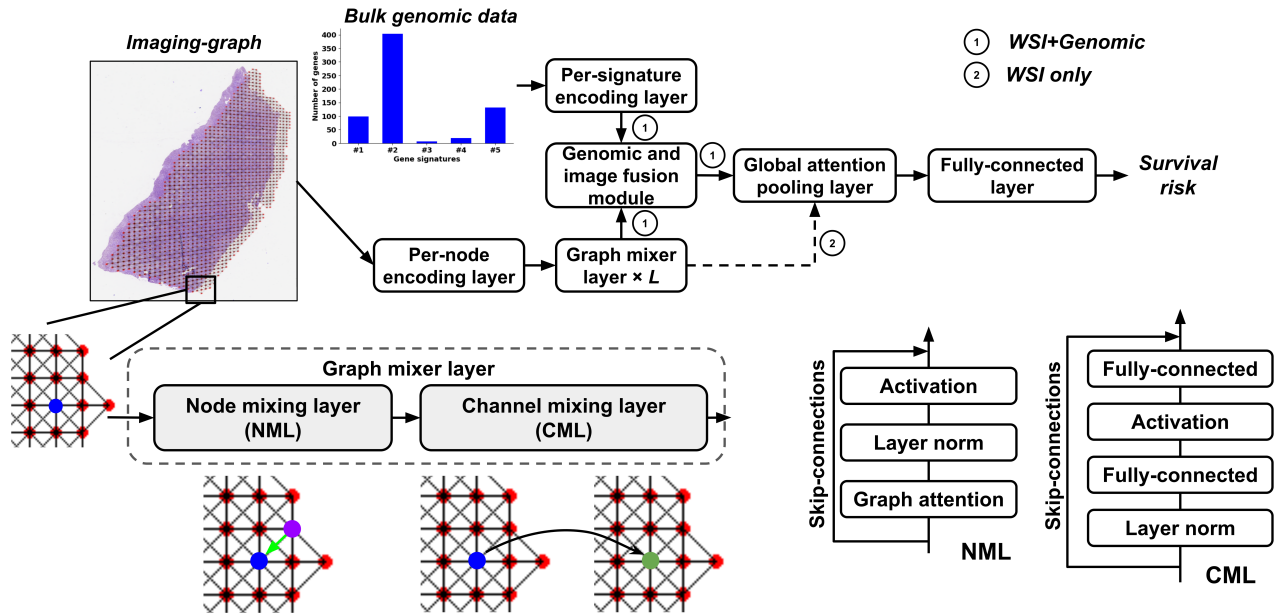 Bulk genomic data
Imaging-graph
Number of genes
400
350
300
250
200
150
100
50
0
#1 #2 #3 #4 #5
Gene signatures
Per-signature
encoding layer
1
Genomic and
image fusion
module
1
1
Per-node
encoding layer
Graph mixer
layer × L
2
Global attention
pooling layer
Fully-connected
layer
Survival
risk
1 WSI+Genomic
2 WSI only
Graph mixer layer
Node mixing layer
(NML)
Channel mixing layer
(CML)
Skip-connections
Activation
Layer norm
Graph attention
NML
Skip-connections
Fully-connected
Activation
Fully-connected
Layer norm
CML